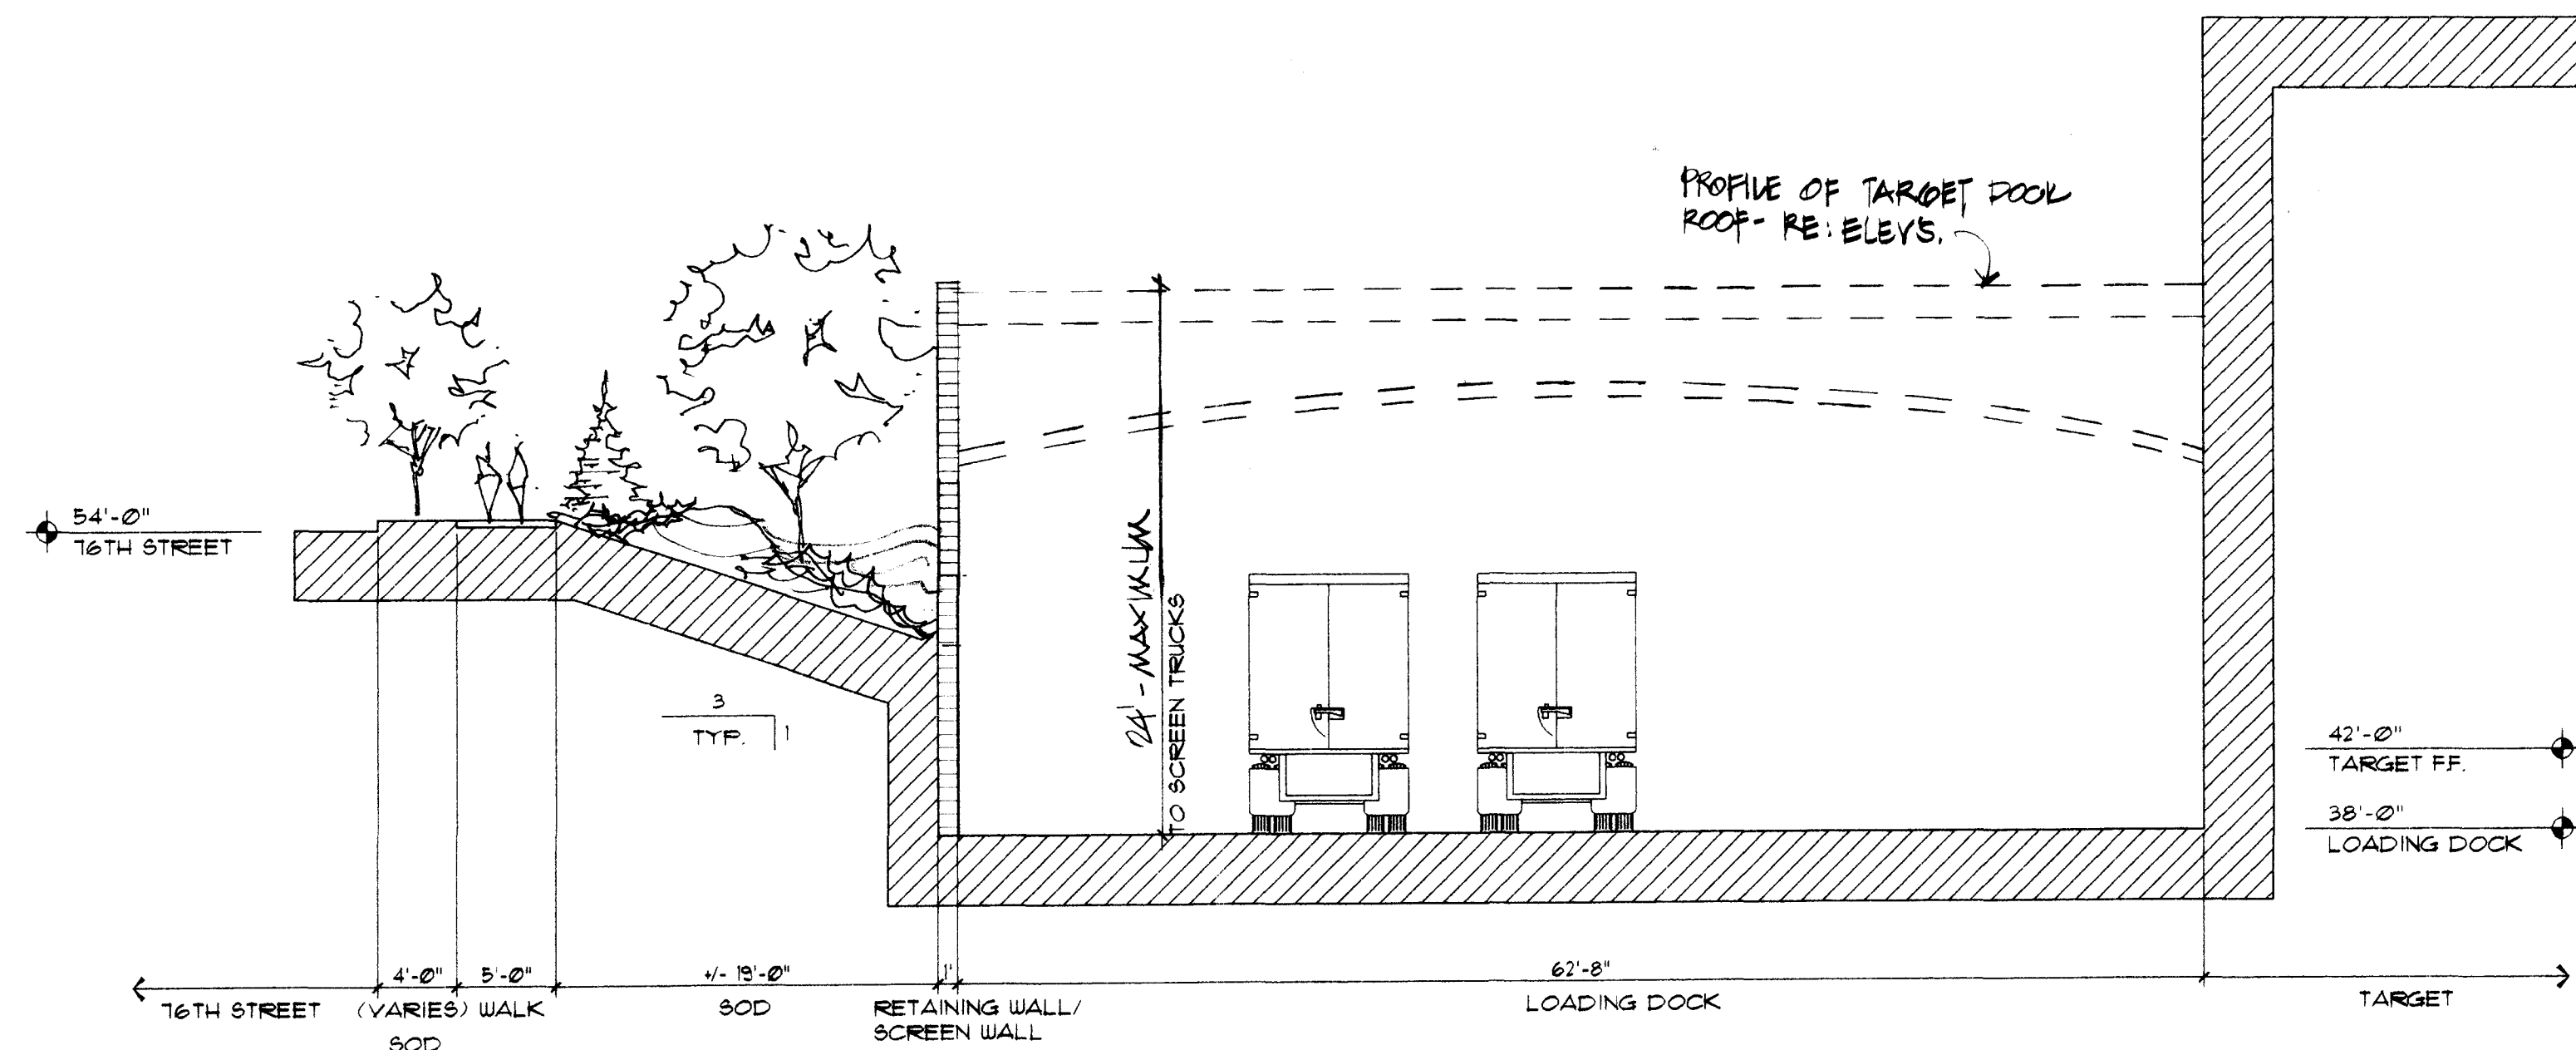 PROFILE OF TARGET DOCK
ROOF- RE: ELEVS.
54'-0"
76TH STREET
24' - MAXIMUM
TO SCREEN TRUCKS
3
TYP.
1
42'-0"
TARGET F.F.
38'-0"
LOADING DOCK
4'-0"
5'-0"
+/- 19'-0"
1'
62'-8"
76TH STREET
(VARIES)
SOD
WALK
SOD
RETAINING WALL/
SCREEN WALL
LOADING DOCK
TARGET